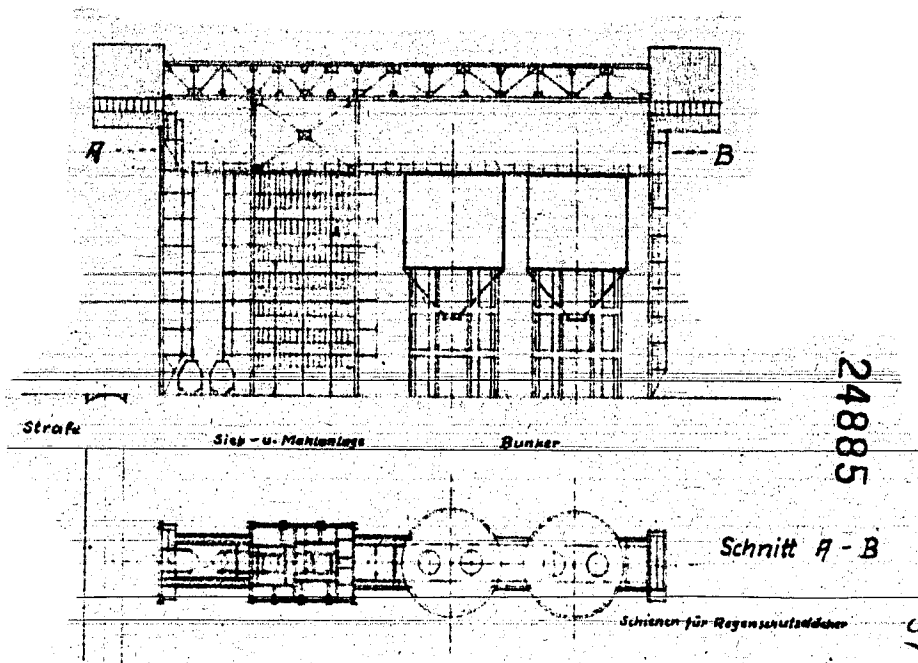 A
B
Straße
Sieb-u. Mahlanlage
Bunker
24885
Schnitt A-B
Schienen für Regenschutzdächer